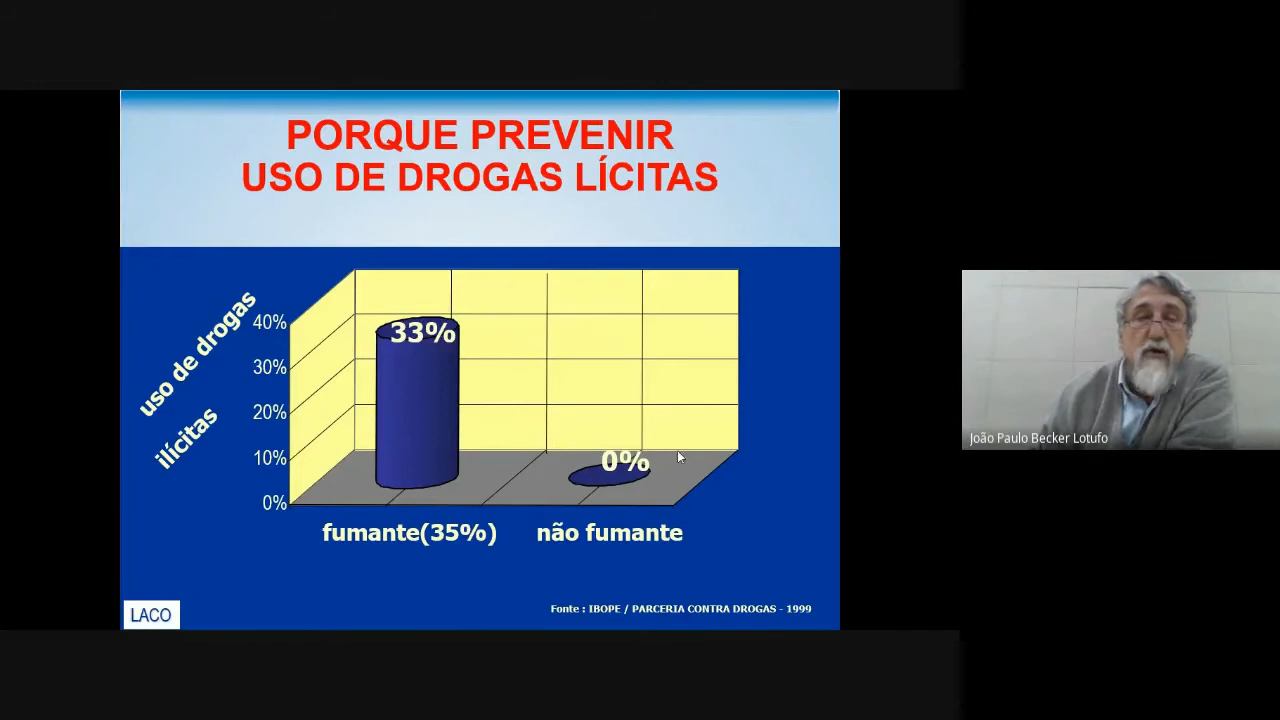 PORQUE PREVENIR
USO DE DROGAS LÍCITAS
uso de drogas
ilícitas
40%
30%
20%
10%
0%
33%
0%
fumante(35%)
não fumante
LACO
Fonte : IBOPE / PARCERIA CONTRA DROGAS - 1999
João Paulo Becker Lotufo